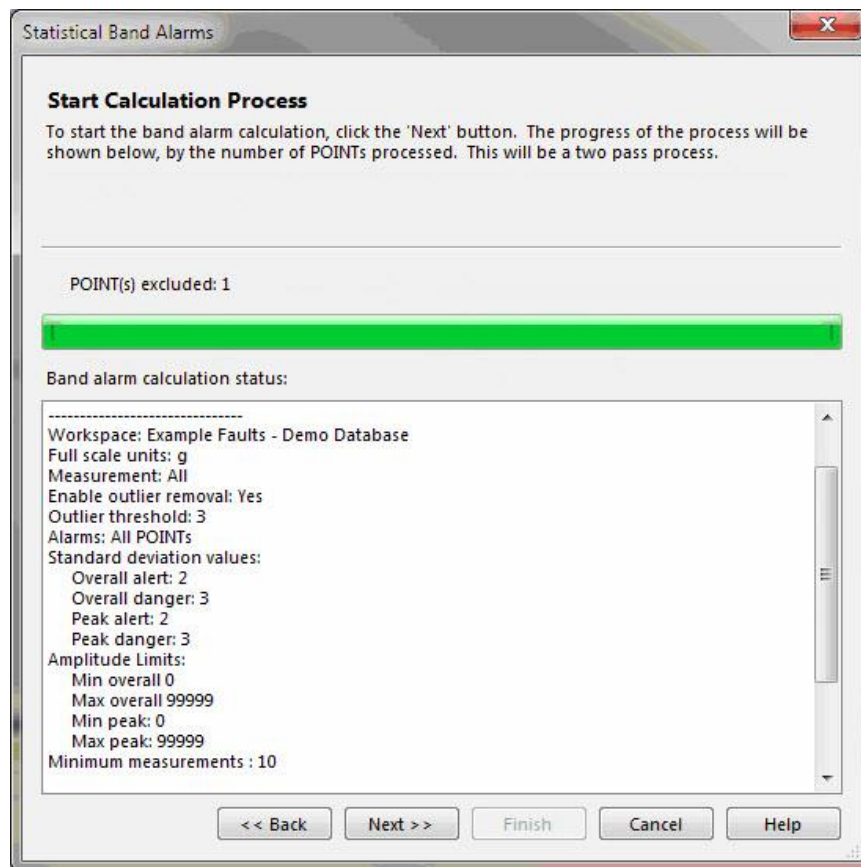 Statistical Band Alarms
Start Calculation Process
To start the band alarm calculation, click the 'Next' button. The progress of the process will be
shown below, by the number of POINTs processed. This will be a two pass process.
POINT(s) excluded: 1
Band alarm calculation status:
-------------------------------
Workspace: Example Faults - Demo Database
Full scale units: g
Measurement: All
Enable outlier removal: Yes
Outlier threshold: 3
Alarms: All POINTs
Standard deviation values:
Overall alert: 2
Overall danger: 3
Peak alert: 2
Peak danger: 3
Amplitude Limits:
Min overall 0
Max overall 99999
Min peak: 0
Max peak: 99999
Minimum measurements : 10
<< Back Next >> Finish Cancel Help